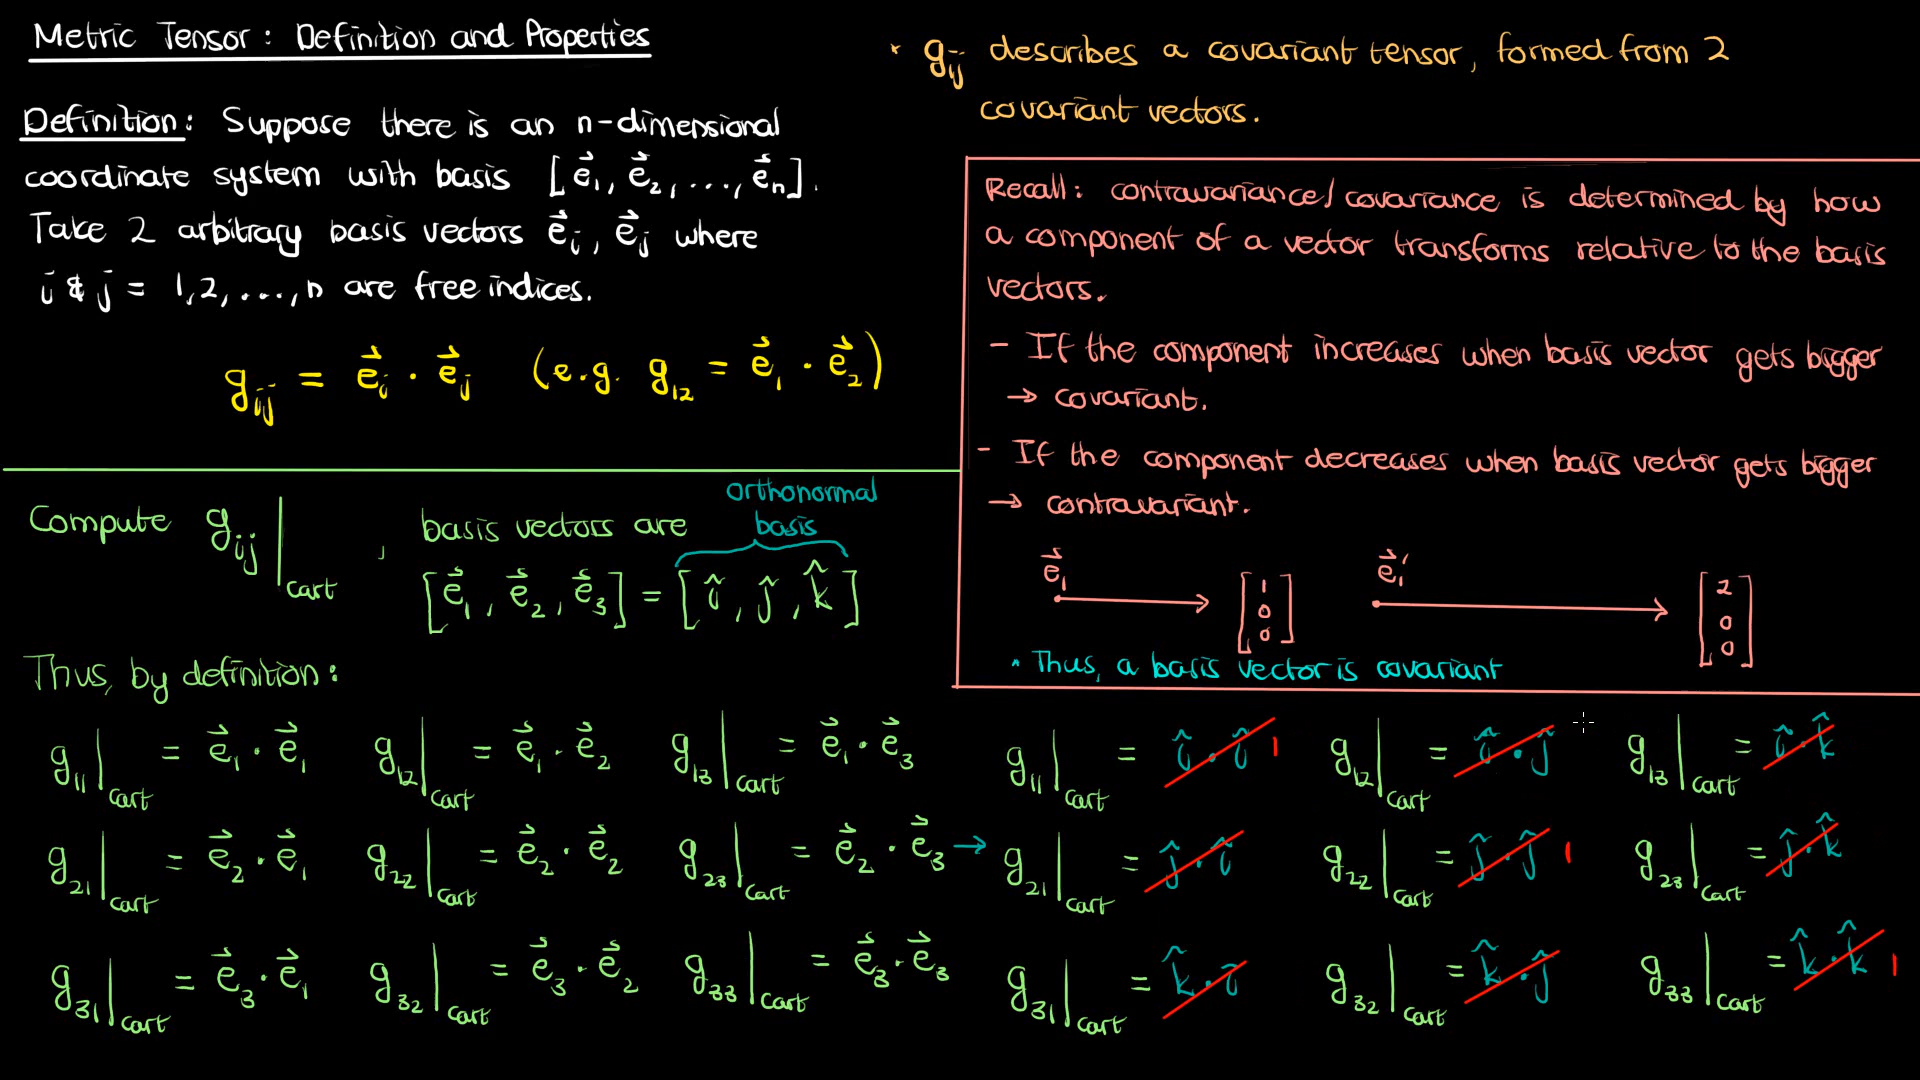 Metric Tensor: Definition and Properties
Definition: Suppose there is an n-dimensional
coordinate system with basis [e⃗₁, e⃗₂, ..., e⃗ₙ].
Take 2 arbitrary basis vectors e⃗ᵢ, e⃗ⱼ where
i & j = 1, 2, ..., n are free indices.
gᵢⱼ = e⃗ᵢ · e⃗ⱼ (e.g. g₁₂ = e⃗₁ · e⃗₂)
• gᵢⱼ describes a covariant tensor, formed from 2
covariant vectors.
Recall: contravariance/covariance is determined by how
a component of a vector transforms relative to the basis
vectors.
- If the component increases when basis vector gets bigger
→ covariant.
- If the component decreases when basis vector gets bigger
→ contravariant.
e⃗₁ [1 0 0] e⃗₁′ [2 0 0]
• Thus, a basis vector is covariant
orthonormal
basis
Compute gᵢⱼ|cart , basis vectors are
[e⃗₁, e⃗₂, e⃗₃] = [î, ĵ, k̂]
Thus, by definition:
g₁₁|cart = e⃗₁ · e⃗₁ g₁₂|cart = e⃗₁ · e⃗₂ g₁₃|cart = e⃗₁ · e⃗₃
g₂₁|cart = e⃗₂ · e⃗₁ g₂₂|cart = e⃗₂ · e⃗₂ g₂₃|cart = e⃗₂ · e⃗₃ →
g₃₁|cart = e⃗₃ · e⃗₁ g₃₂|cart = e⃗₃ · e⃗₂ g₃₃|cart = e⃗₃ · e⃗₃
g₁₁|cart = î · î 1 g₁₂|cart = î · ĵ g₁₃|cart = î · k̂
g₂₁|cart = ĵ · î g₂₂|cart = ĵ · ĵ 1 g₂₃|cart = ĵ · k̂
g₃₁|cart = k̂ · î g₃₂|cart = k̂ · ĵ g₃₃|cart = k̂ · k̂ 1